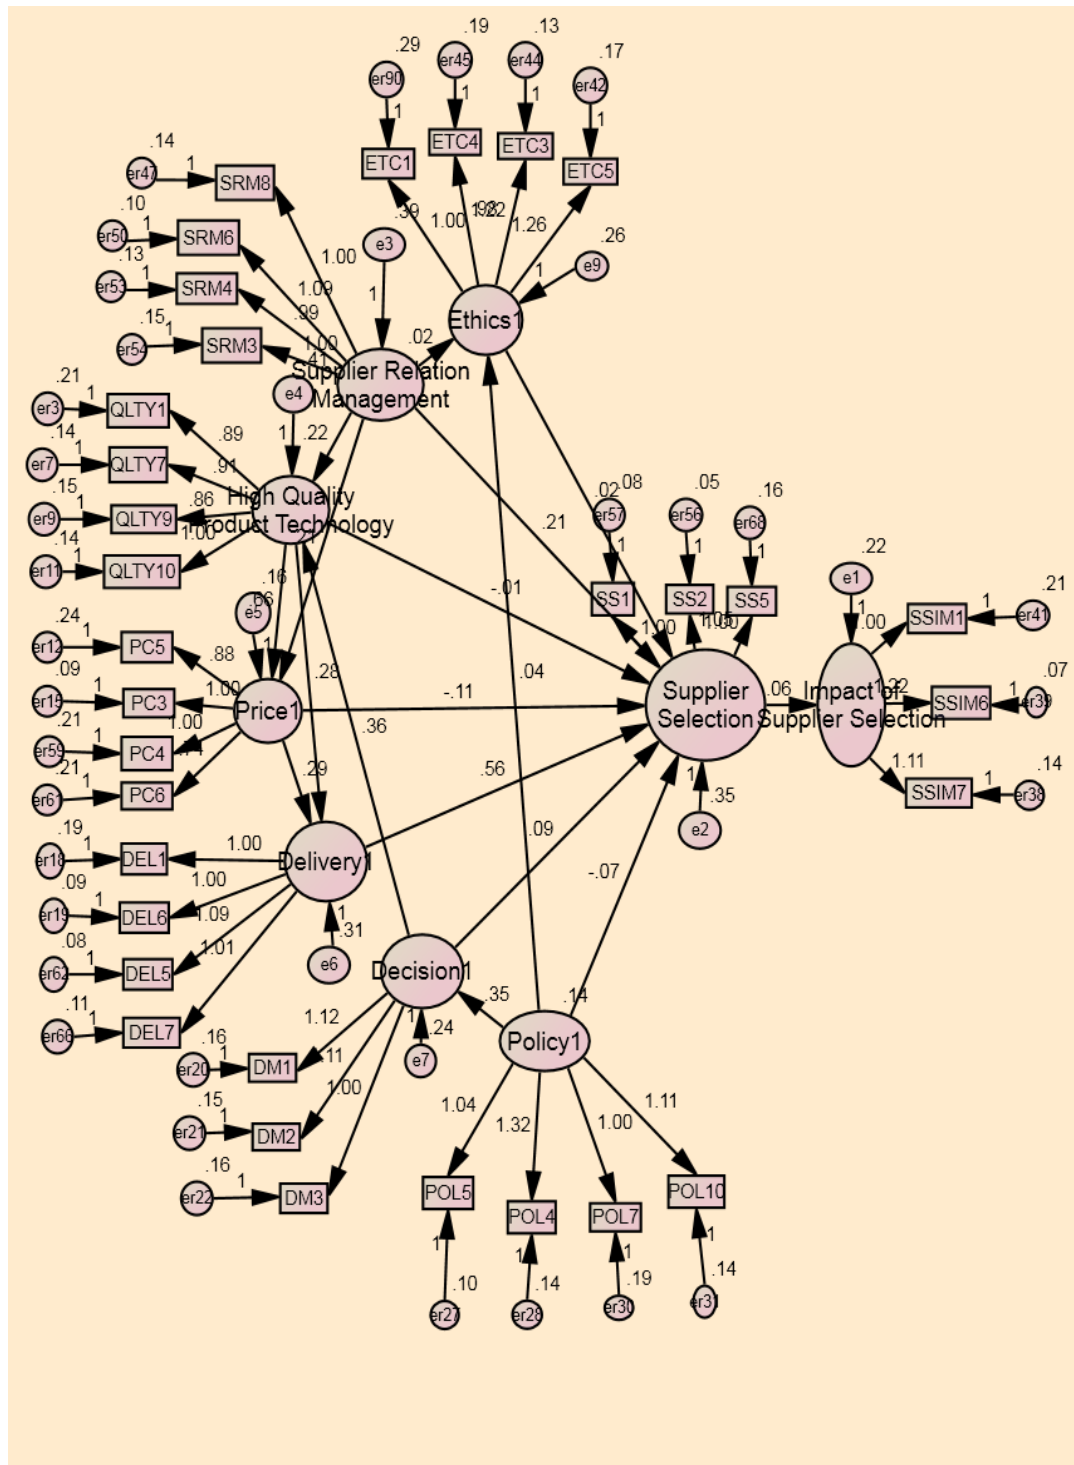 .19
.13
.29
.17
er45
er44
er90
er42
1
1
1
1
ETC4
ETC3
ETC1
ETC5
.14
er47
1
SRM8
.10
er50
1
SRM6
.13
er53
1
SRM4
.15
er54
1
SRM3
.39
1.00
1.26
e3
1
.26
e9
1
Ethics1
1.00
1.09
.99
1.00
.41
.02
Supplier Relation
Management
e4
1
.22
.21
er3
1
QLTY1
.89
.14
er7
1
QLTY7
.91
.15
er9
1
QLTY9
.86
.14
er11
1
QLTY10
1.00
High Quality
Product Technology
.21
.16
e5
1
.28
.36
.21
-.01
.04
.02
.08
er57
1
SS1
.05
er56
1
SS2
.16
er68
1
SS5
1.00
1.05
.22
e1
1
1.00
SSIM1
1
.21
er41
1.22
SSIM6
1
.07
er39
1.11
SSIM7
1
.14
er38
.24
er12
1
PC5
.88
.09
er15
1
PC3
1.00
.21
er59
1
PC4
1.00
.21
er61
1
PC6
Price1
-.11
Supplier
Selection
.06
Impact of
Supplier Selection
1
.35
e2
.29
.56
.09
-.07
.19
er18
1
DEL1
1.00
.09
er19
1
DEL6
1.00
.08
er62
1
DEL5
1.09
.11
er66
1
DEL7
1.01
Delivery1
1
.31
e6
Decision1
.35
.14
1
.24
e7
Policy1
.16
er20
1
DM1
1.12
.15
er21
1
DM2
1.00
.16
er22
1
DM3
1.04
1.32
1.00
1.11
POL5
POL4
POL7
POL10
1
1
1
1
.10
.14
.19
.14
er27
er28
er30
er31